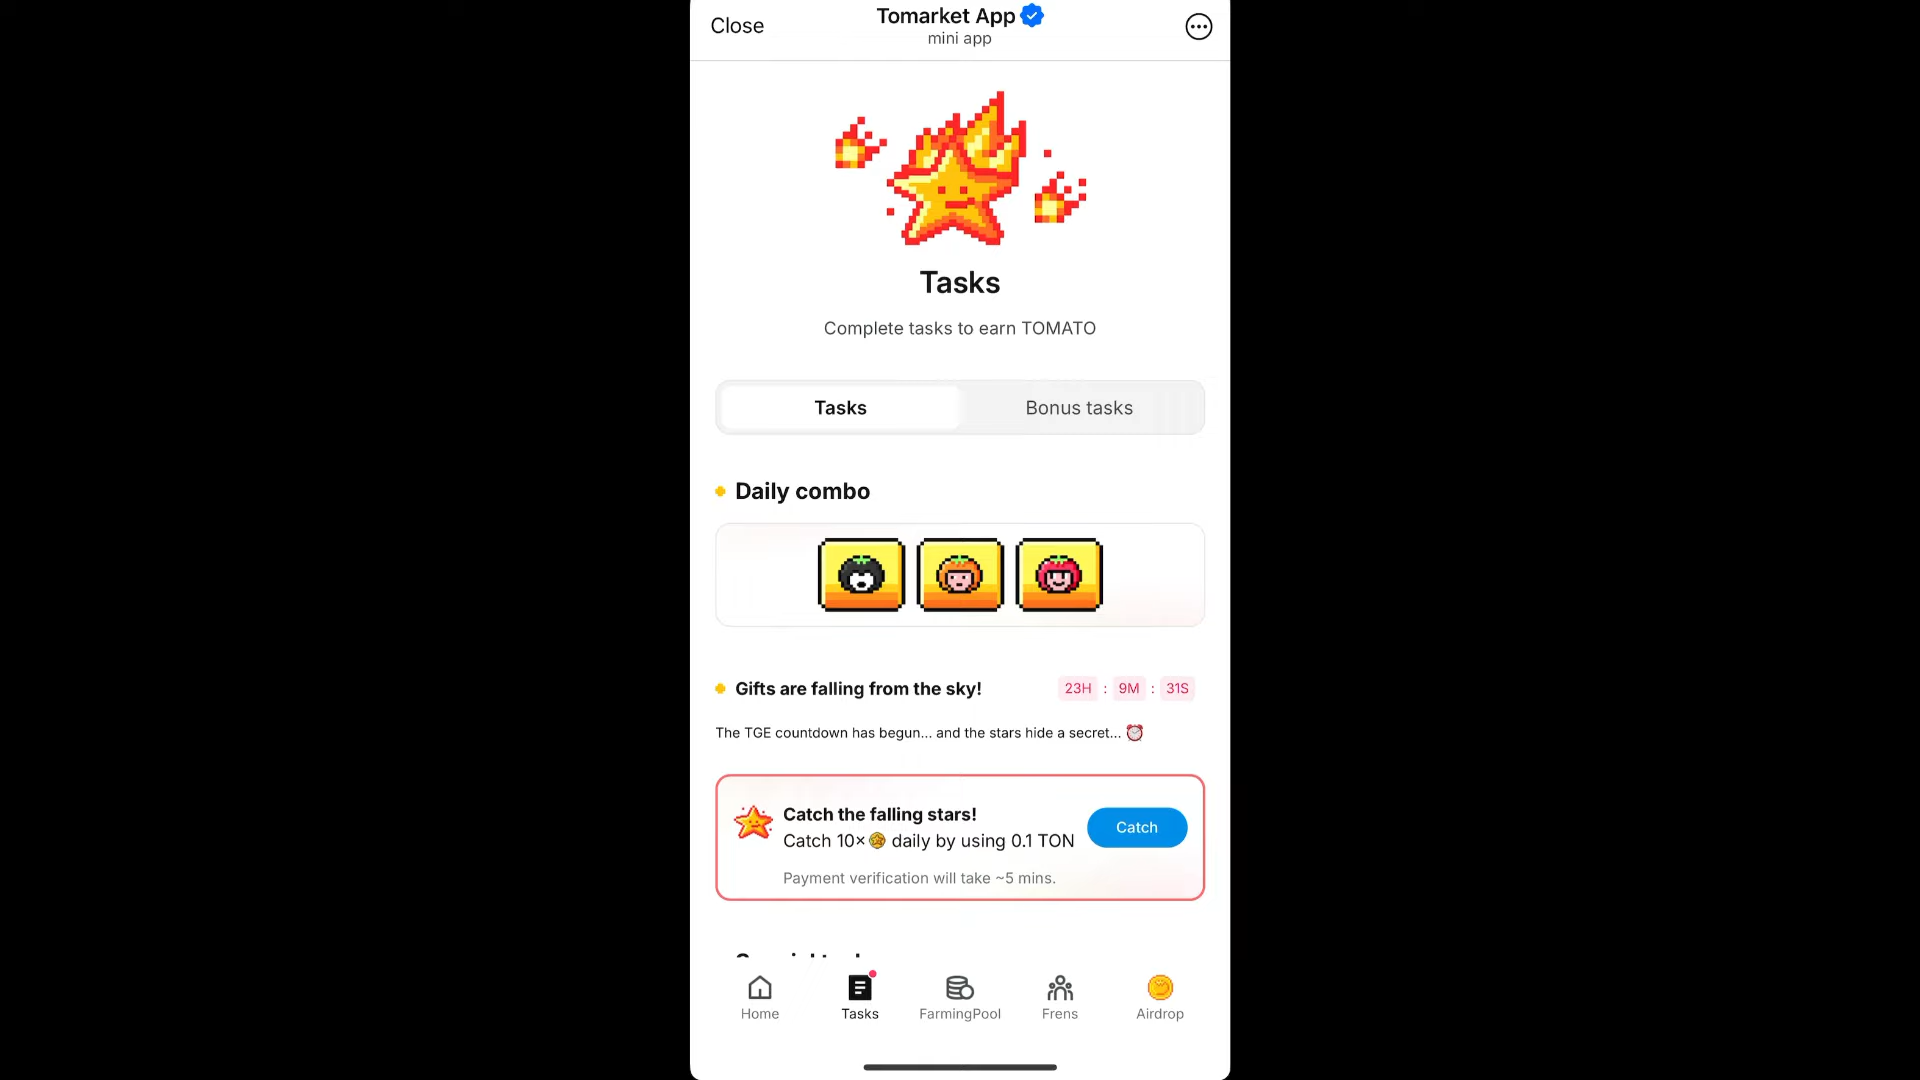 Close
Tomarket App
mini app
Tasks
Complete tasks to earn TOMATO
Tasks
Bonus tasks
Daily combo
Gifts are falling from the sky!
23H : 9M : 31S
The TGE countdown has begun... and the stars hide a secret... ⏰
Catch the falling stars!
Catch 10× daily by using 0.1 TON
Catch
Payment verification will take ~5 mins.
Home
Tasks
FarmingPool
Frens
Airdrop